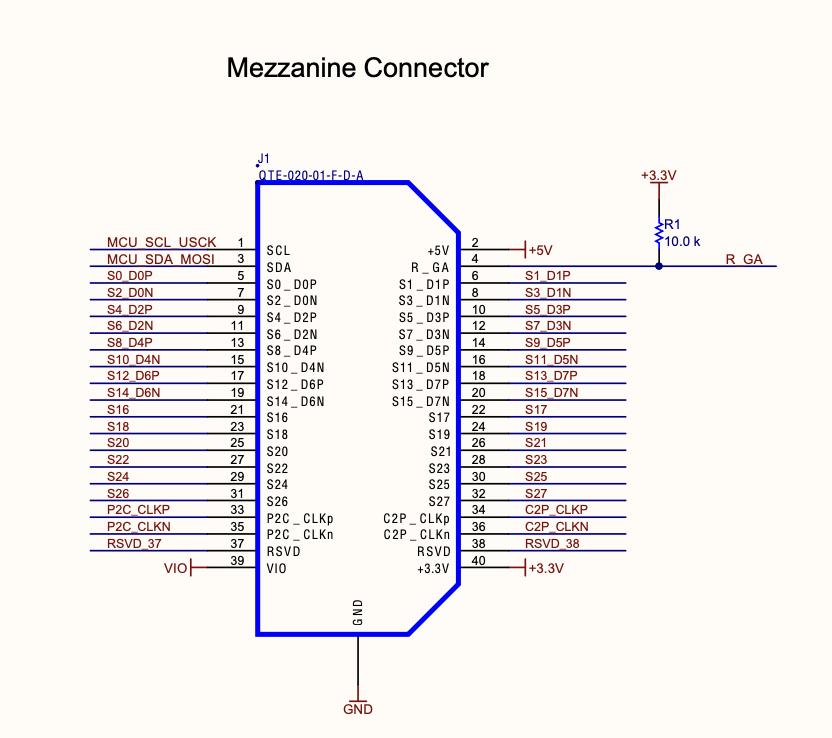 Mezzanine Connector
J1
QTE-020-01-F-D-A
+3.3V
R1
10.0 k
MCU_SCL_USCK 1 SCL +5V 2 +5V
MCU_SDA_MOSI 3 SDA R_GA 4 R_GA
S0_D0P 5 S0_D0P S1_D1P 6 S1_D1P
S2_D0N 7 S2_D0N S3_D1N 8 S3_D1N
S4_D2P 9 S4_D2P S5_D3P 10 S5_D3P
S6_D2N 11 S6_D2N S7_D3N 12 S7_D3N
S8_D4P 13 S8_D4P S9_D5P 14 S9_D5P
S10_D4N 15 S10_D4N S11_D5N 16 S11_D5N
S12_D6P 17 S12_D6P S13_D7P 18 S13_D7P
S14_D6N 19 S14_D6N S15_D7N 20 S15_D7N
S16 21 S16 S17 22 S17
S18 23 S18 S19 24 S19
S20 25 S20 S21 26 S21
S22 27 S22 S23 28 S23
S24 29 S24 S25 30 S25
S26 31 S26 S27 32 S27
P2C_CLKP 33 P2C_CLKp C2P_CLKp 34 C2P_CLKP
P2C_CLKN 35 P2C_CLKn C2P_CLKn 36 C2P_CLKN
RSVD_37 37 RSVD RSVD 38 RSVD_38
VIO 39 VIO +3.3V 40 +3.3V
GND
GND